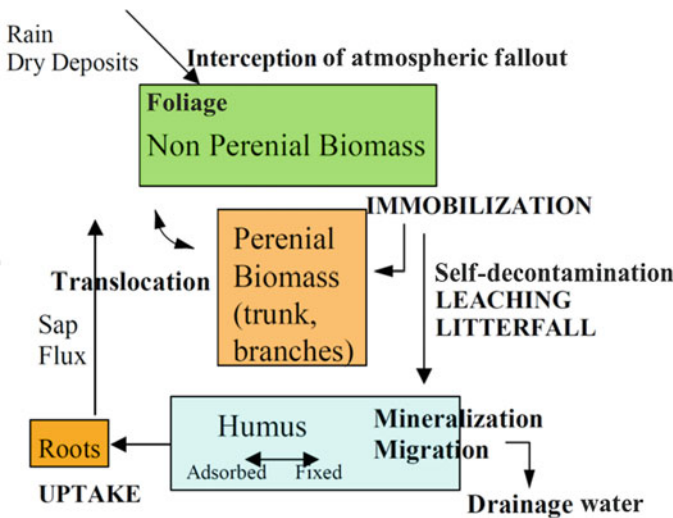 Rain
Dry Deposits
Interception of atmospheric fallout
Foliage
Non Perenial Biomass
IMMOBILIZATION
Perenial
Biomass
(trunk,
branches)
Translocation
Self-decontamination
LEACHING
LITTERFALL
Sap
Flux
Humus
Adsorbed
Fixed
Mineralization
Migration
Roots
UPTAKE
Drainage water